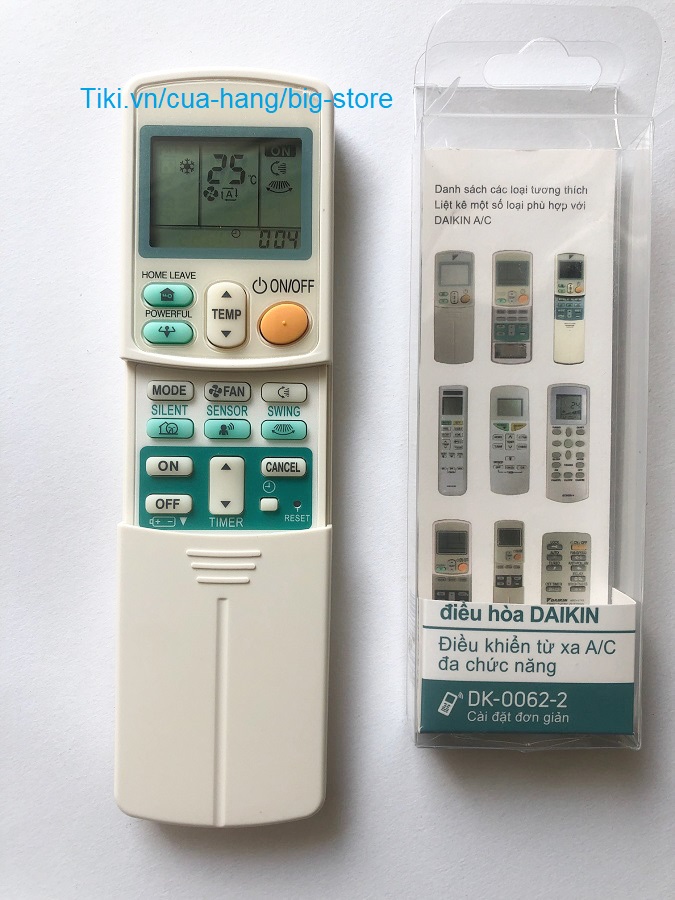 Tiki.vn/cua-hang/big-store
ON
25 °C
A
004
HOME LEAVE
POWERFUL
TEMP
ON/OFF
MODE
FAN
SILENT
SENSOR
SWING
ON
CANCEL
OFF
TIMER
RESET
Danh sách các loại tương thích
Liệt kê một số loại phù hợp với
DAIKIN A/C
điều hòa DAIKIN
Điều khiển từ xa A/C
đa chức năng
DK-0062-2
Cài đặt đơn giản